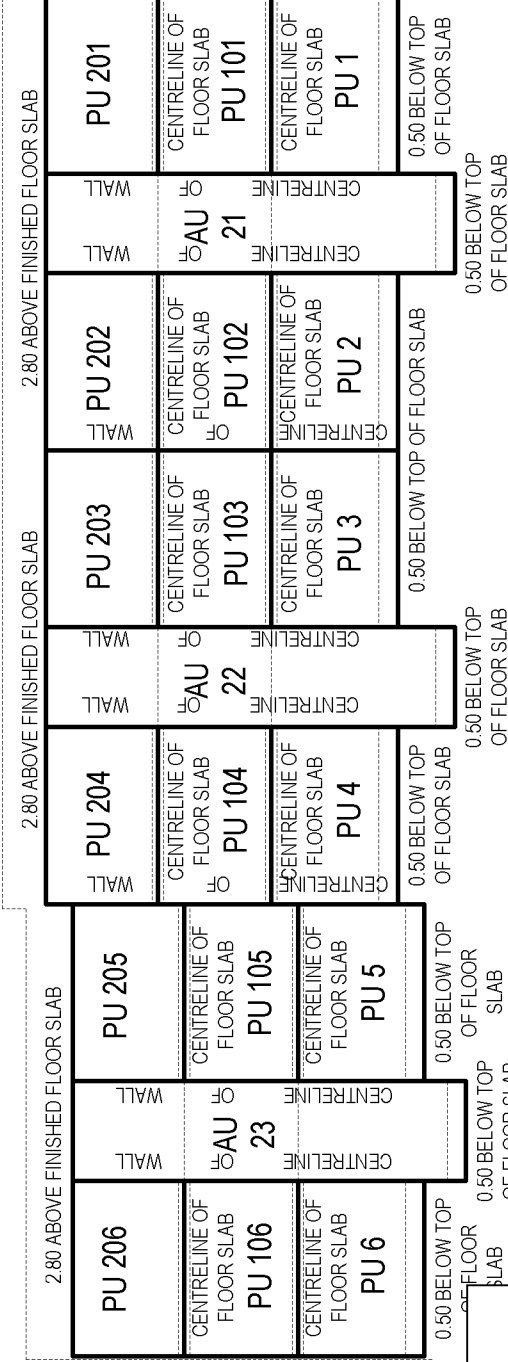 2.80 ABOVE FINISHED FLOOR SLAB
2.80 ABOVE FINISHED FLOOR SLAB
2.80 ABOVE FINISHED FLOOR SLAB
PU 206
CENTRELINE OF
FLOOR SLAB
PU 106
CENTRELINE OF
FLOOR SLAB
PU 6
0.50 BELOW TOP
FLOOR
SLAB
CENTRELINE OF WALL
AU
23
CENTRELINE OF WALL
0.50 BELOW TOP
OF FLOOR SLAB
PU 205
CENTRELINE OF
FLOOR SLAB
PU 105
CENTRELINE OF
FLOOR SLAB
PU 5
0.50 BELOW TOP
OF FLOOR
SLAB
CENTRELINE OF WALL
PU 204
CENTRELINE OF
FLOOR SLAB
PU 104
CENTRELINE OF
FLOOR SLAB
PU 4
0.50 BELOW TOP
OF FLOOR SLAB
CENTRELINE OF WALL
AU
22
CENTRELINE OF WALL
0.50 BELOW TOP
OF FLOOR SLAB
PU 203
CENTRELINE OF
FLOOR SLAB
PU 103
CENTRELINE OF
FLOOR SLAB
PU 3
0.50 BELOW TOP OF FLOOR SLAB
CENTRELINE OF WALL
PU 202
CENTRELINE OF
FLOOR SLAB
PU 102
CENTRELINE OF
FLOOR SLAB
PU 2
CENTRELINE OF WALL
AU
21
CENTRELINE OF WALL
0.50 BELOW TOP
OF FLOOR SLAB
PU 201
CENTRELINE OF
FLOOR SLAB
PU 101
CENTRELINE OF
FLOOR SLAB
PU 1
0.50 BELOW TOP
OF FLOOR SLAB